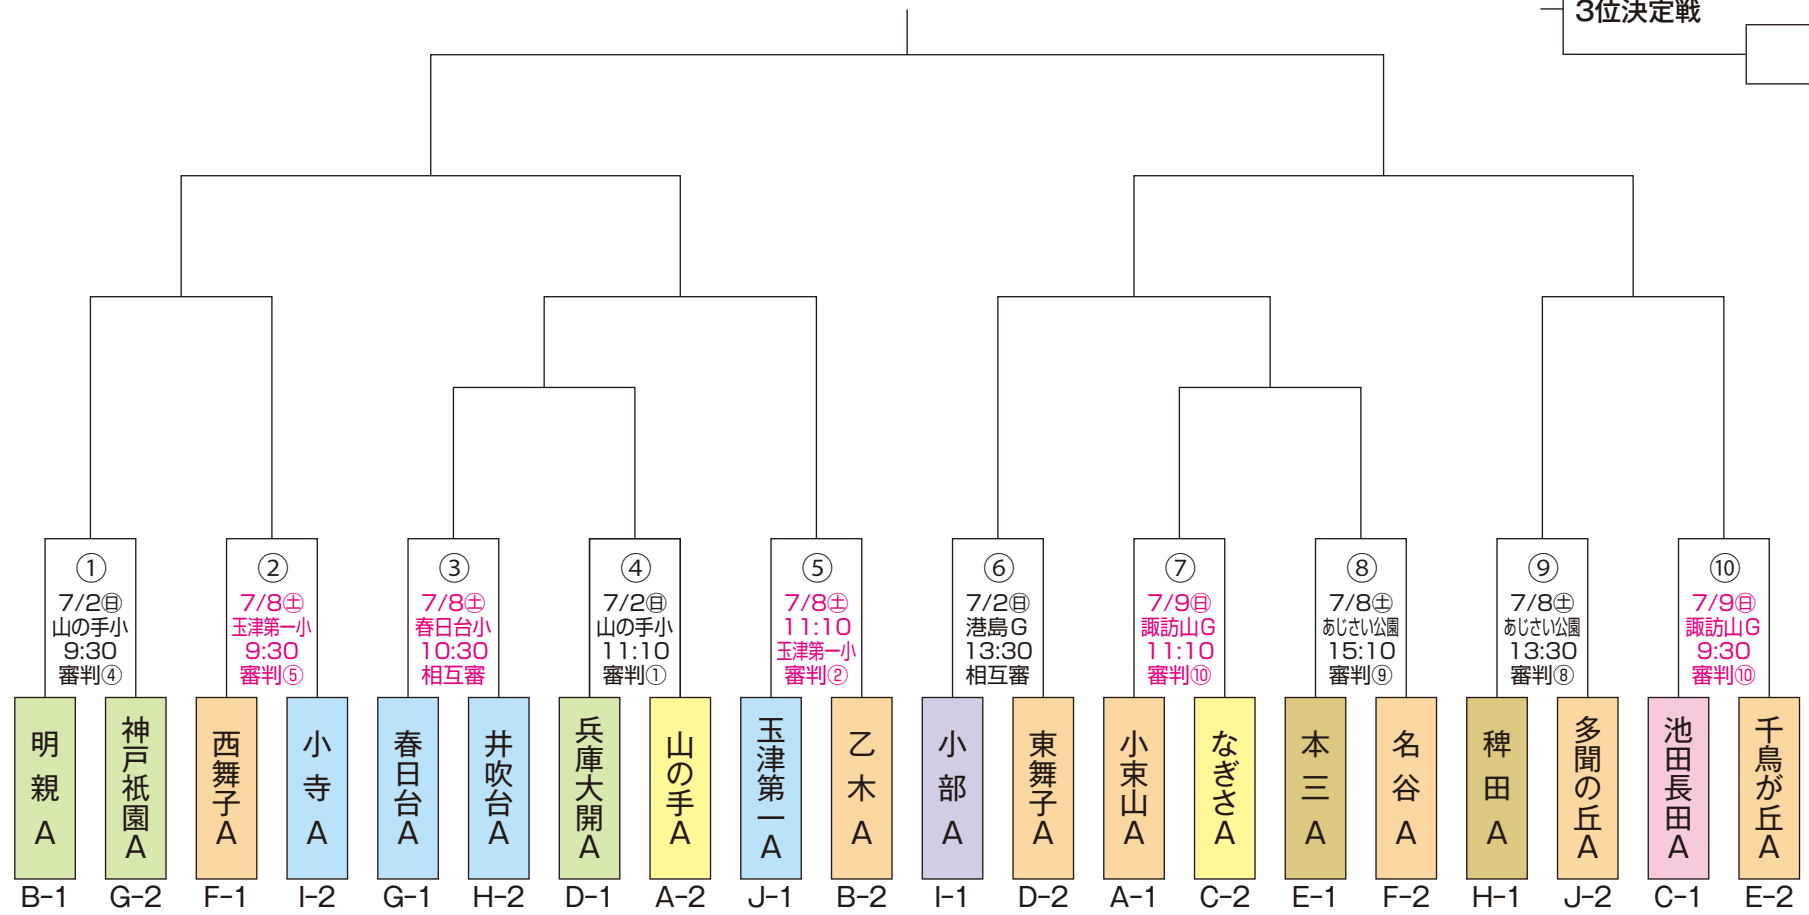 3位決定戦
①
7/2㊐
山の手小
9:30
審判④
②
7/8㊏
玉津第一小
9:30
審判⑤
③
7/8㊏
春日台小
10:30
相互審
④
7/2㊐
山の手小
11:10
審判①
⑤
7/8㊏
11:10
玉津第一小
審判②
⑥
7/2㊐
港島G
13:30
相互審
⑦
7/9㊐
諏訪山G
11:10
審判⑩
⑧
7/8㊏
あじさい公園
15:10
審判⑨
⑨
7/8㊏
あじさい公園
13:30
審判⑧
⑩
7/9㊐
諏訪山G
9:30
審判⑩
明親A
神戸祇園A
西舞子A
小寺A
春日台A
井吹台A
兵庫大開A
山の手A
玉津第一A
乙木A
小部A
東舞子A
小束山A
なぎさA
本三A
名谷A
稗田A
多聞の丘A
池田長田A
千鳥が丘A
B-1
G-2
F-1
I-2
G-1
H-2
D-1
A-2
J-1
B-2
I-1
D-2
A-1
C-2
E-1
F-2
H-1
J-2
C-1
E-2